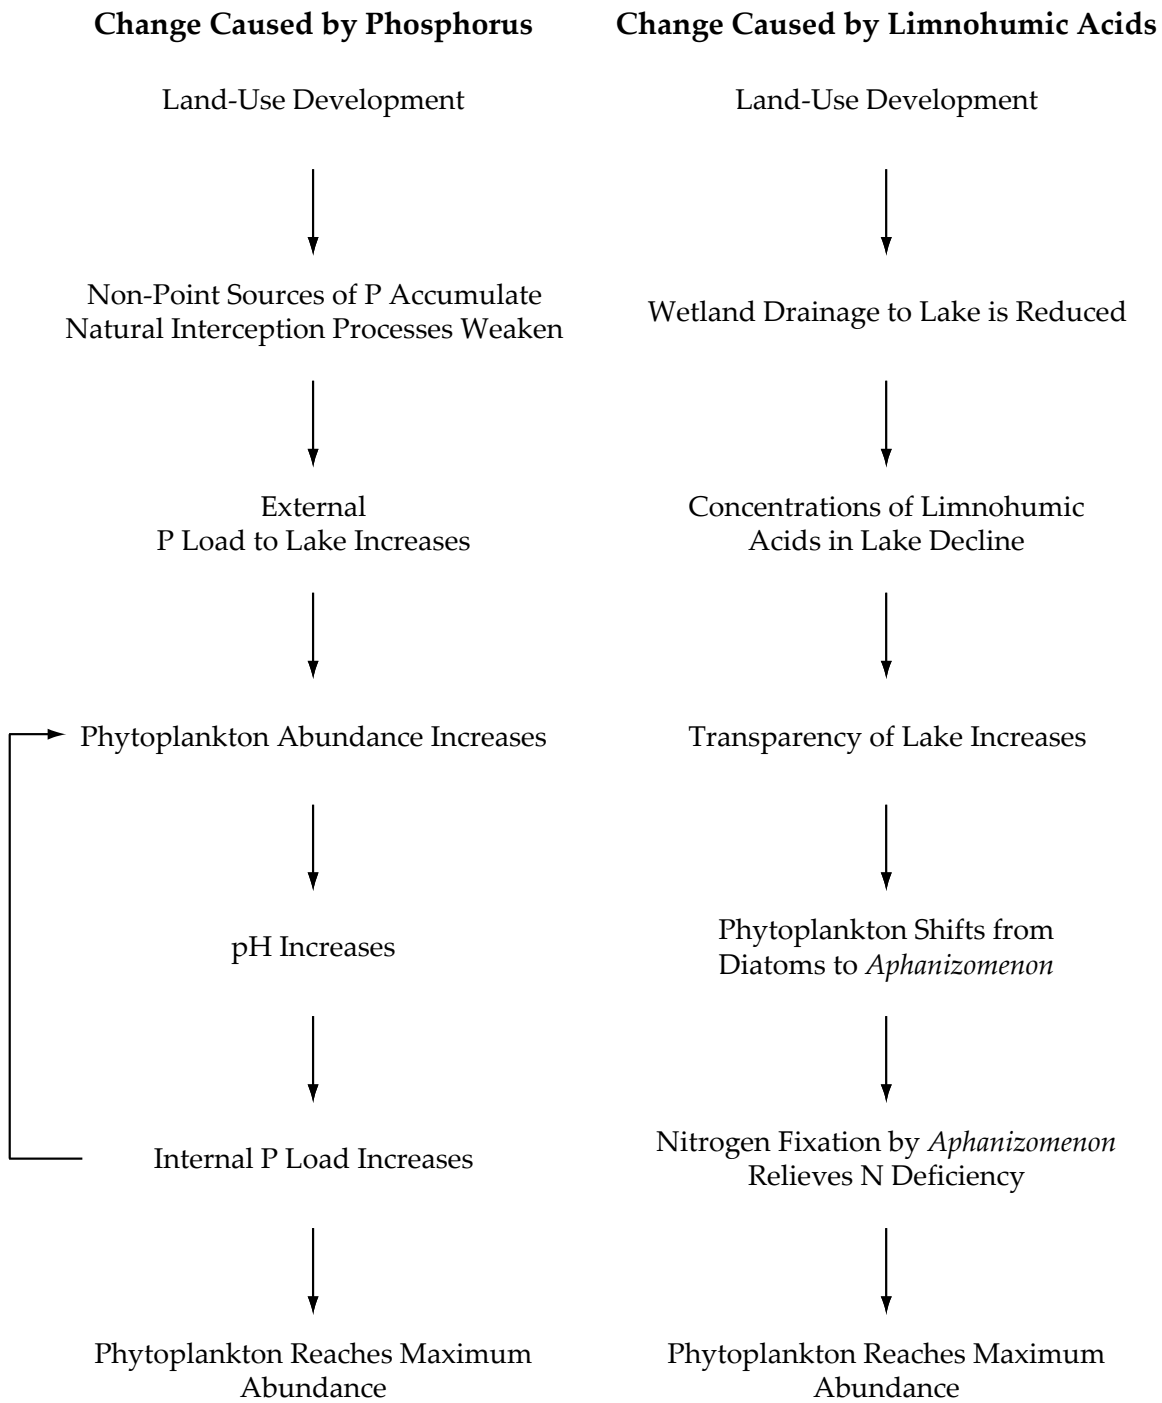 Change Caused by Phosphorus
Land-Use Development
Non-Point Sources of P Accumulate
Natural Interception Processes Weaken
External
P Load to Lake Increases
Phytoplankton Abundance Increases
pH Increases
Internal P Load Increases
Phytoplankton Reaches Maximum
Abundance
Change Caused by Limnohumic Acids
Land-Use Development
Wetland Drainage to Lake is Reduced
Concentrations of Limnohumic
Acids in Lake Decline
Transparency of Lake Increases
Phytoplankton Shifts from
Diatoms to Aphanizomenon
Nitrogen Fixation by Aphanizomenon
Relieves N Deficiency
Phytoplankton Reaches Maximum
Abundance